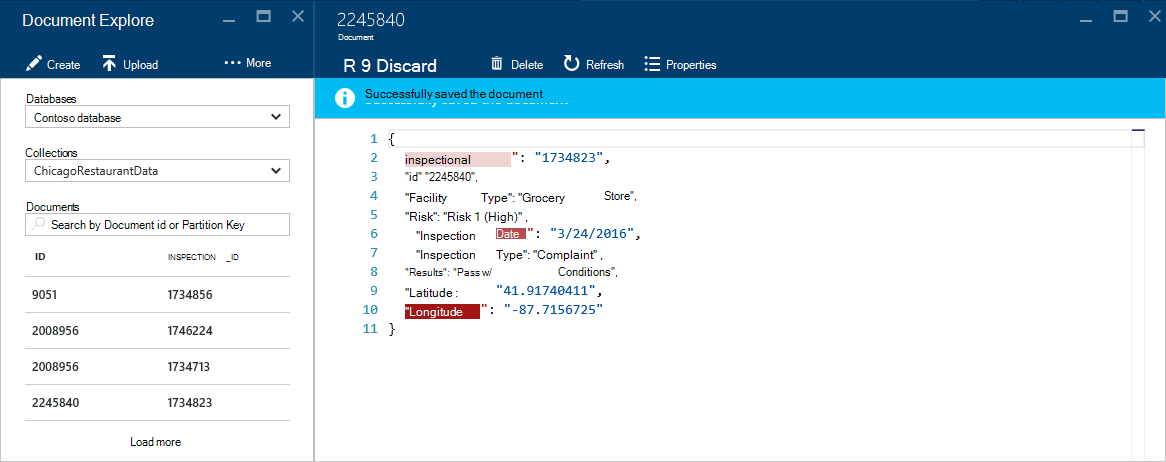 Document Explore
Create Upload ••• More
Databases
Contoso database
Collections
ChicagoRestaurantData
Documents
Search by Document id or Partition Key
ID INSPECTION _ID
9051 1734856
2008956 1746224
2008956 1734713
2245840 1734823
Load more
2245840
Document
R 9 Discard Delete Refresh Properties
Successfully saved the document
1 {
2 inspectional ": "1734823",
3 "id" "2245840",
4 "Facility Type": "Grocery Store",
5 "Risk": "Risk 1 (High)" ,
6 "Inspection Date ": "3/24/2016",
7 "Inspection Type": "Complaint" ,
8 "Results": "Pass w/ Conditions",
9 "Latitude : "41.91740411",
10 "Longitude ": "-87.7156725"
11 }